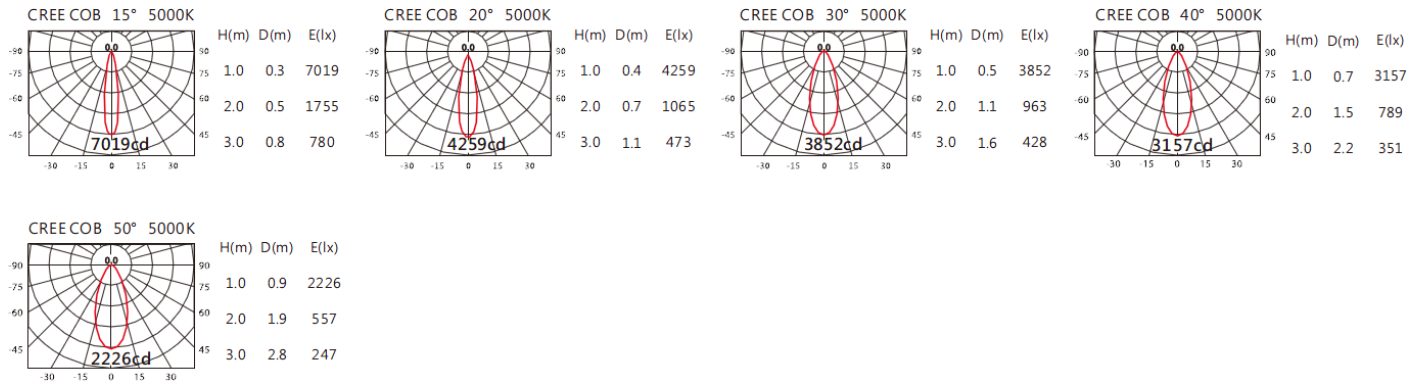 CREE COB 15° 5000K
H(m) D(m) E(lx)
0.0
-90 90
-75 75
-60 60
-45 45
7019cd
-30 -15 0 15 30
1.0 0.3 7019
2.0 0.5 1755
3.0 0.8 780
CREE COB 20° 5000K
H(m) D(m) E(lx)
0.0
-90 90
-75 75
-60 60
-45 45
4259cd
-30 -15 0 15 30
1.0 0.4 4259
2.0 0.7 1065
3.0 1.1 473
CREE COB 30° 5000K
H(m) D(m) E(lx)
0.0
-90 90
-75 75
-60 60
-45 45
3852cd
-30 -15 0 15 30
1.0 0.5 3852
2.0 1.1 963
3.0 1.6 428
CREE COB 40° 5000K
H(m) D(m) E(lx)
0.0
-90 90
-75 75
-60 60
-45 45
3157cd
-30 -15 0 15 30
1.0 0.7 3157
2.0 1.5 789
3.0 2.2 351
CREE COB 50° 5000K
H(m) D(m) E(lx)
0.0
-90 90
-75 75
-60 60
-45 45
2226cd
-30 -15 0 15 30
1.0 0.9 2226
2.0 1.9 557
3.0 2.8 247